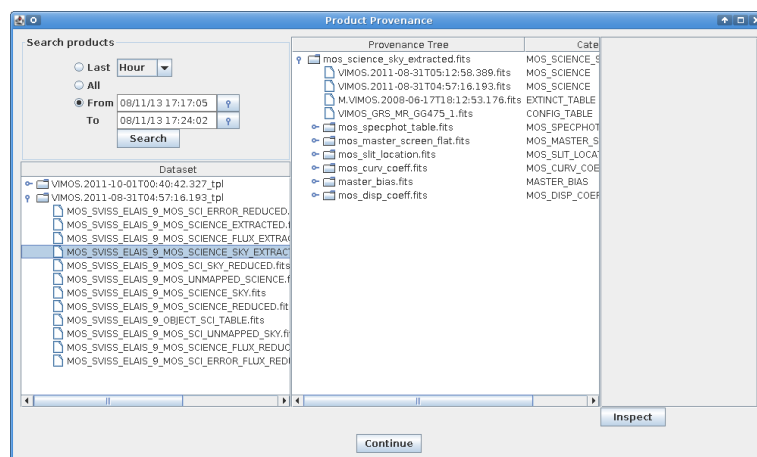 Product Provenance
Search products
Last Hour
All
From 08/11/13 17:17:05
To 08/11/13 17:24:02
Search
Dataset
VIMOS.2011-10-01T00:40:42.327_tpl
VIMOS.2011-08-31T04:57:16.193_tpl
MOS_SVISS_ELAIS_9_MOS_SCI_ERROR_REDUCED.
MOS_SVISS_ELAIS_9_MOS_SCIENCE_EXTRACTED.f
MOS_SVISS_ELAIS_9_MOS_SCIENCE_FLUX_EXTRAC
MOS_SVISS_ELAIS_9_MOS_SCIENCE_SKY_EXTRACT
MOS_SVISS_ELAIS_9_MOS_SCI_SKY_REDUCED.fits
MOS_SVISS_ELAIS_9_MOS_UNMAPPED_SCIENCE.f
MOS_SVISS_ELAIS_9_MOS_SCIENCE_SKY.fits
MOS_SVISS_ELAIS_9_MOS_SCIENCE_REDUCED.fit
MOS_SVISS_ELAIS_9_OBJECT_SCI_TABLE.fits
MOS_SVISS_ELAIS_9_MOS_SCI_UNMAPPED_SKY.fi
MOS_SVISS_ELAIS_9_MOS_SCIENCE_FLUX_REDUC
MOS_SVISS_ELAIS_9_MOS_SCI_ERROR_FLUX_REDU
Provenance Tree Cate
mos_science_sky_extracted.fits MOS_SCIENCE_S
VIMOS.2011-08-31T05:12:58.389.fits MOS_SCIENCE
VIMOS.2011-08-31T04:57:16.193.fits MOS_SCIENCE
M.VIMOS.2008-06-17T18:12:53.176.fits EXTINCT_TABLE
VIMOS_GRS_MR_GG475_1.fits CONFIG_TABLE
mos_specphot_table.fits MOS_SPECPHOT
mos_master_screen_flat.fits MOS_MASTER_S
mos_slit_location.fits MOS_SLIT_LOCA
mos_curv_coeff.fits MOS_CURV_COE
master_bias.fits MASTER_BIAS
mos_disp_coeff.fits MOS_DISP_COEF
Inspect
Continue